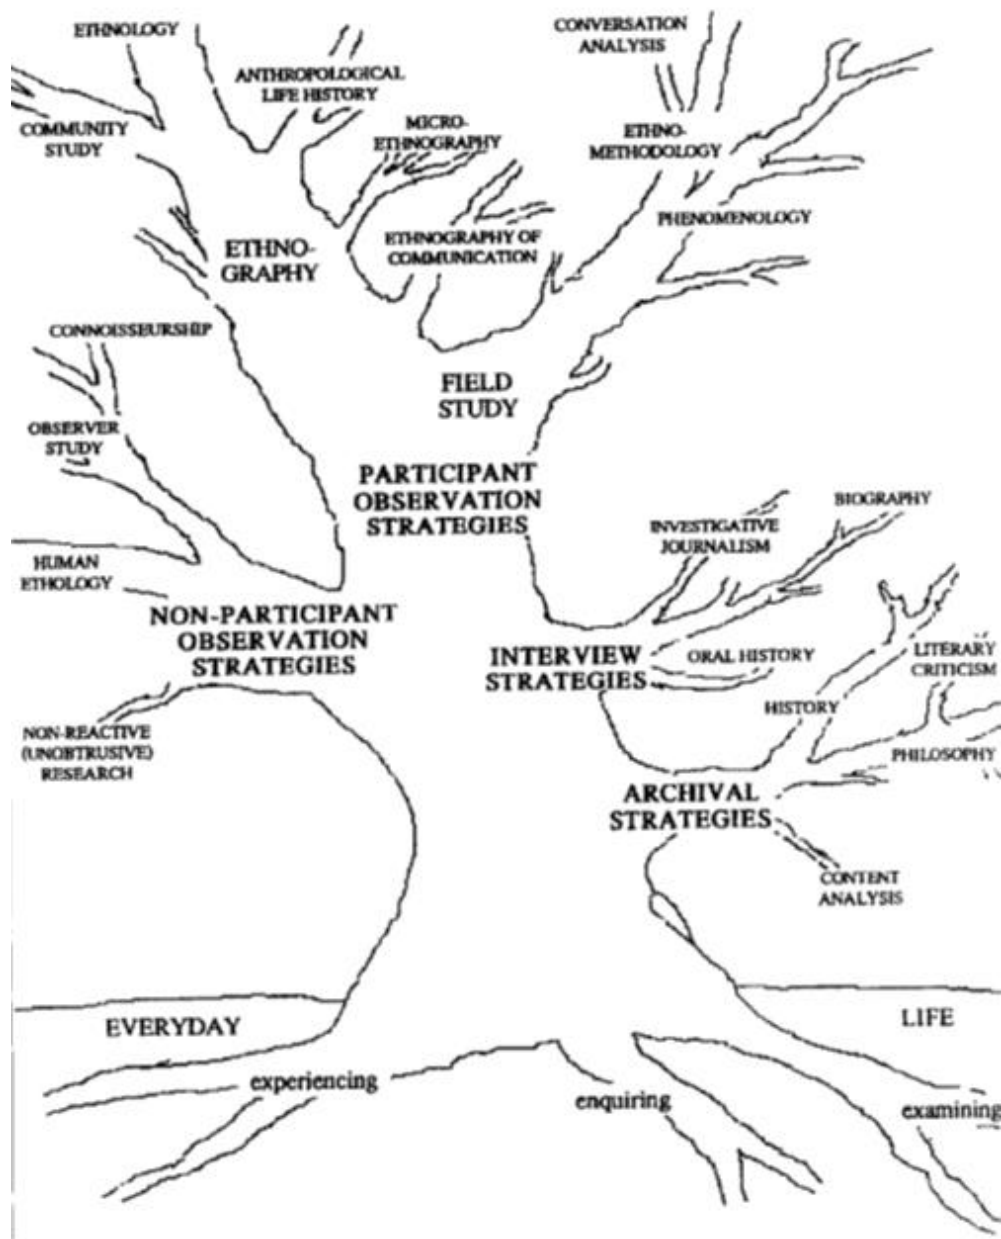 ETHNOLOGY
CONVERSATION
ANALYSIS
ANTHROPOLOGICAL
LIFE HISTORY
COMMUNITY
STUDY
MICRO-
ETHNOGRAPHY
ETHNO-
METHODOLOGY
PHENOMENOLOGY
ETHNO-
GRAPHY
ETHNOGRAPHY OF
COMMUNICATION
CONNOISSEURSHIP
FIELD
STUDY
OBSERVER
STUDY
PARTICIPANT
OBSERVATION
STRATEGIES
BIOGRAPHY
INVESTIGATIVE
JOURNALISM
HUMAN
ETHOLOGY
NON-PARTICIPANT
OBSERVATION
STRATEGIES
INTERVIEW
STRATEGIES
ORAL HISTORY
LITERARY
CRITICISM
HISTORY
NON-REACTIVE
(UNOBTRUSIVE)
RESEARCH
PHILOSOPHY
ARCHIVAL
STRATEGIES
CONTENT
ANALYSIS
EVERYDAY
LIFE
experiencing
enquiring
examining